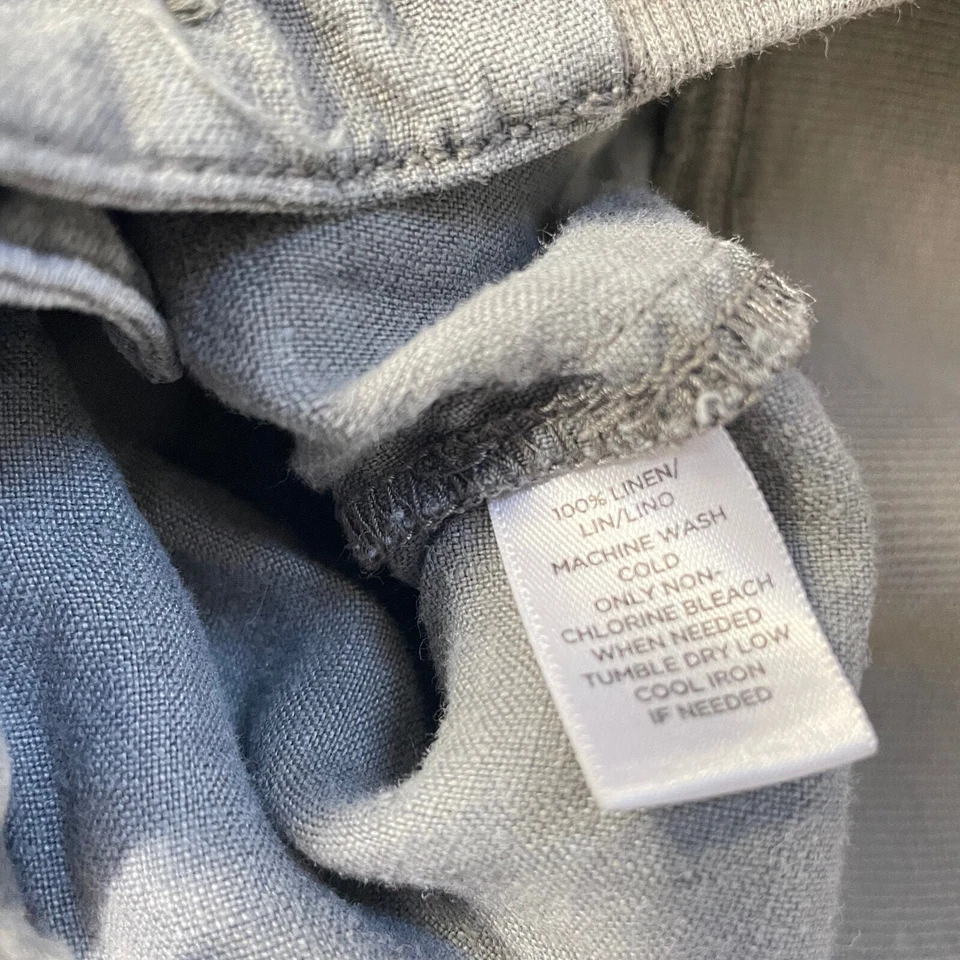 100% LINEN/
LIN/LINO
MACHINE WASH
COLD
ONLY NON-
CHLORINE BLEACH
WHEN NEEDED
TUMBLE DRY LOW
COOL IRON
IF NEEDED